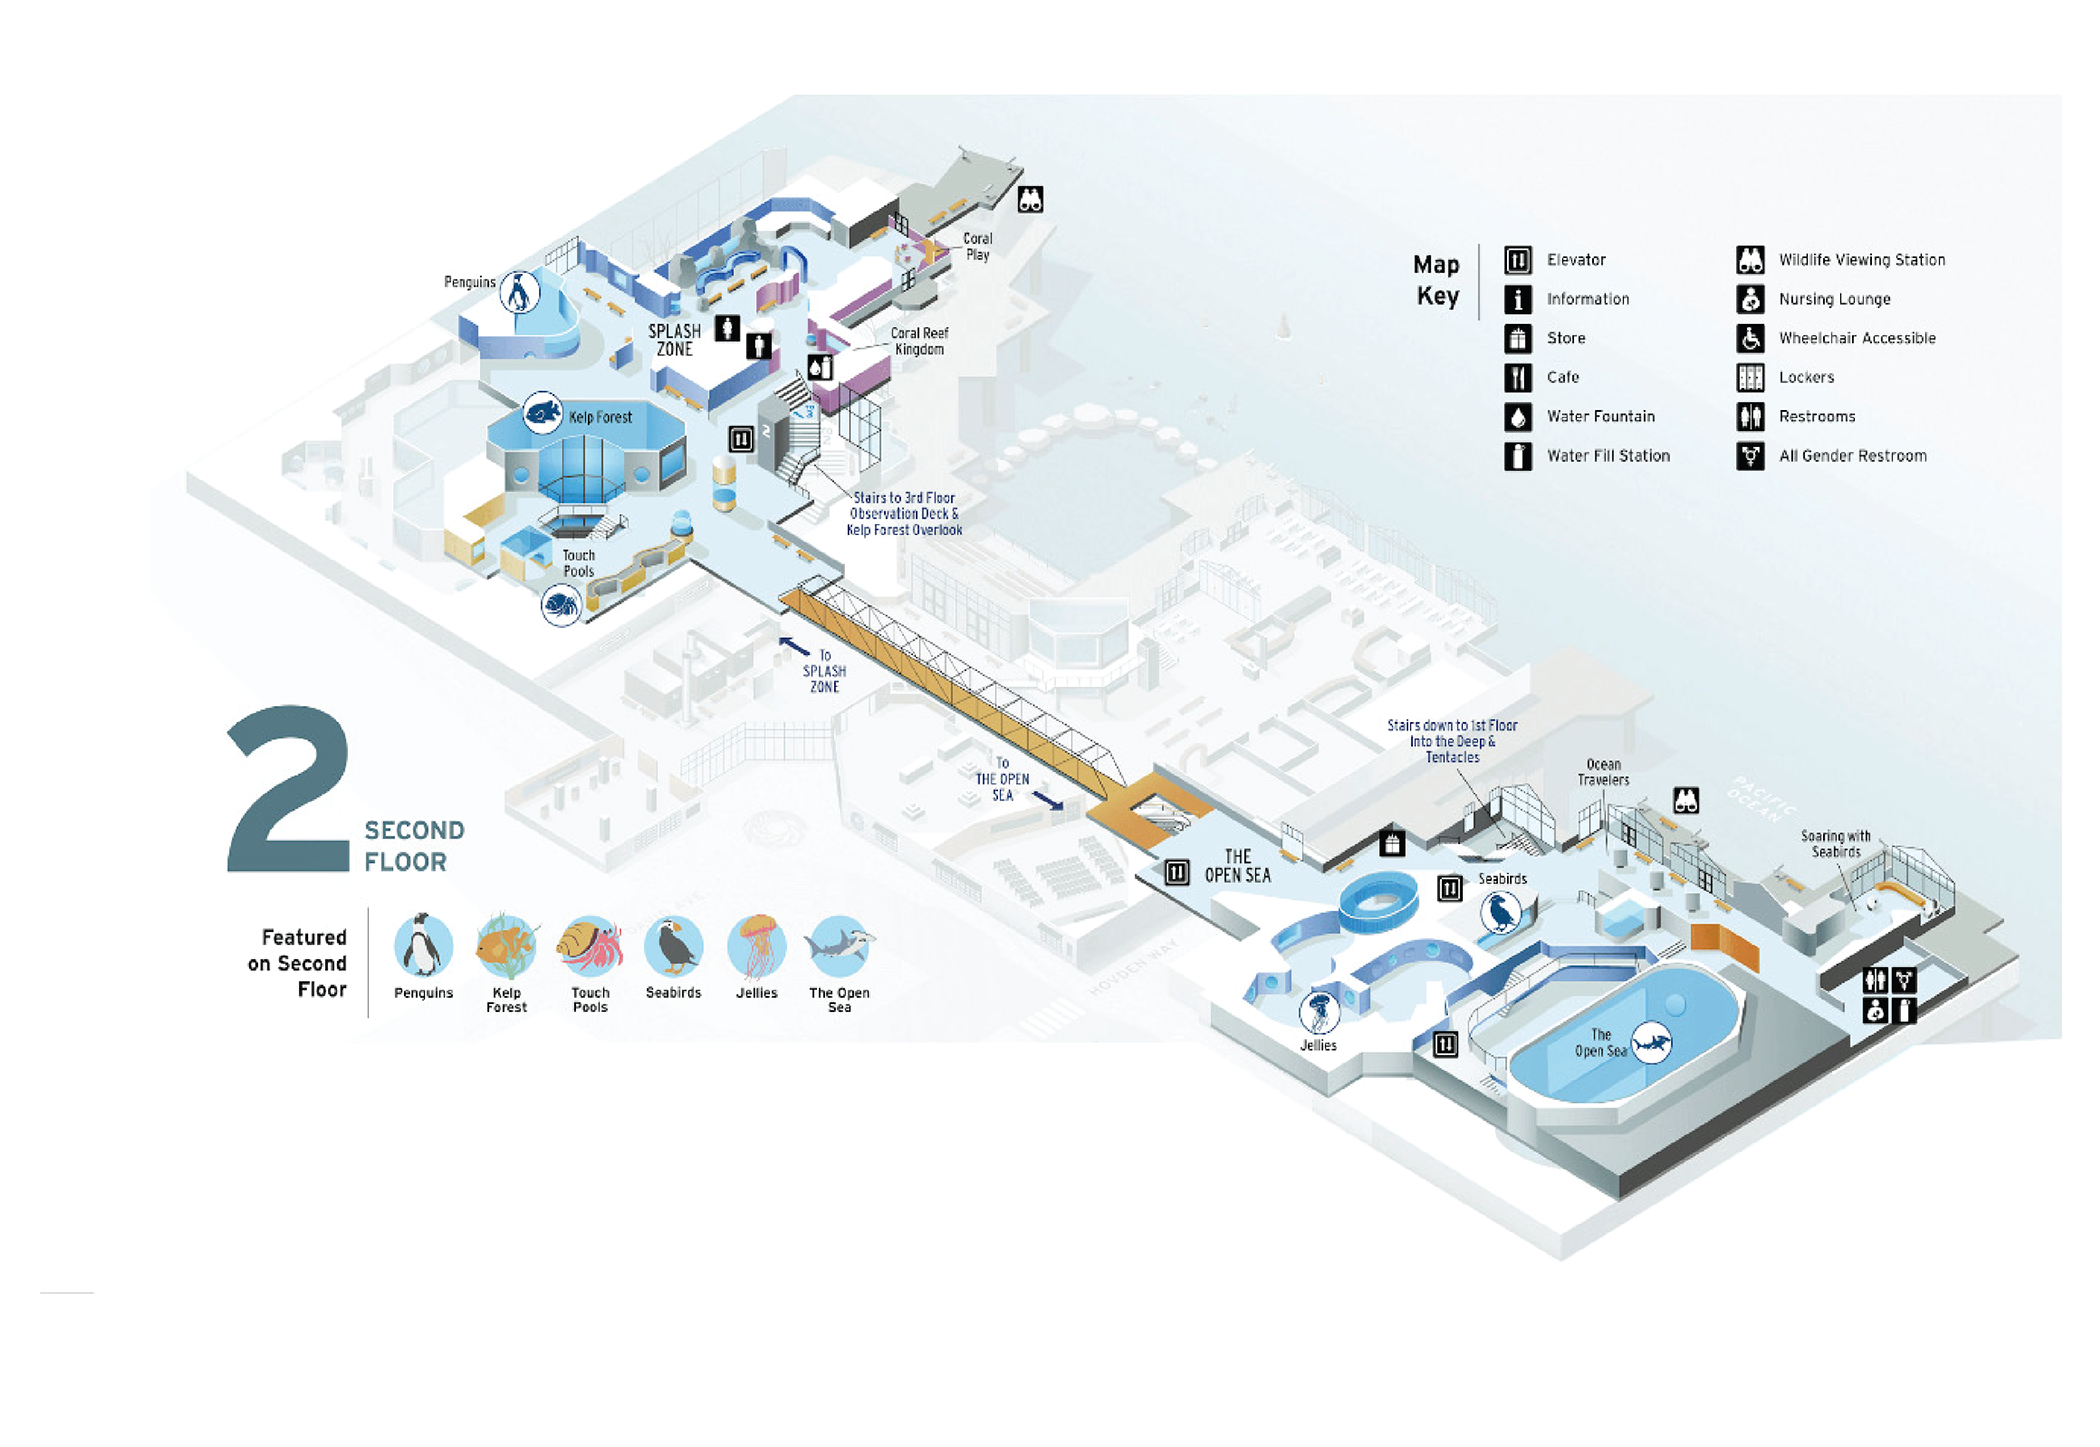 Coral
Play
Penguins
SPLASH
ZONE
Coral Reef
Kingdom
Kelp Forest
2
Stairs to 3rd Floor
Observation Deck &
Kelp Forest Overlook
Touch
Pools
To
SPLASH
ZONE
To
THE OPEN
SEA
Map
Key
Elevator
Information
Store
Cafe
Water Fountain
Water Fill Station
Wildlife Viewing Station
Nursing Lounge
Wheelchair Accessible
Lockers
Restrooms
All Gender Restroom
Stairs down to 1st Floor
Into the Deep &
Tentacles
Ocean
Travelers
PACIFIC
OCEAN
Soaring with
Seabirds
THE
OPEN SEA
Seabirds
Jellies
The
Open Sea
HOVDEN WAY
2
SECOND
FLOOR
Featured
on Second
Floor
Penguins
Kelp
Forest
Touch
Pools
Seabirds
Jellies
The Open
Sea